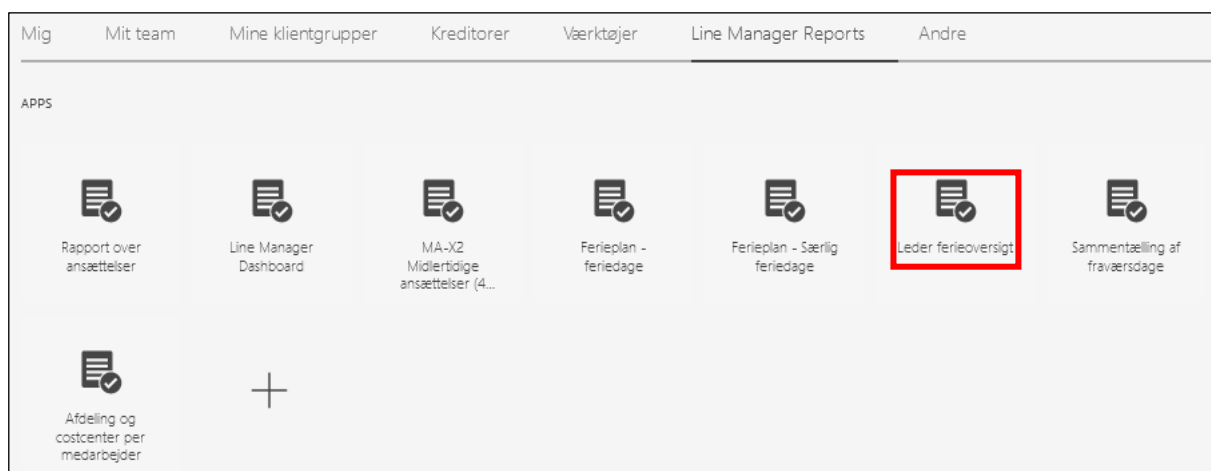 Mig Mit team Mine klientgrupper Kreditorer Værktøjer Line Manager Reports Andre
APPS
Rapport over
ansættelser
Line Manager
Dashboard
MA-X2
Midlertidige
ansættelser (4...
Ferieplan -
feriedage
Ferieplan - Særlig
feriedage
Leder ferieoversigt
Sammentælling af
fraværsdage
Afdeling og
costcenter per
medarbejder